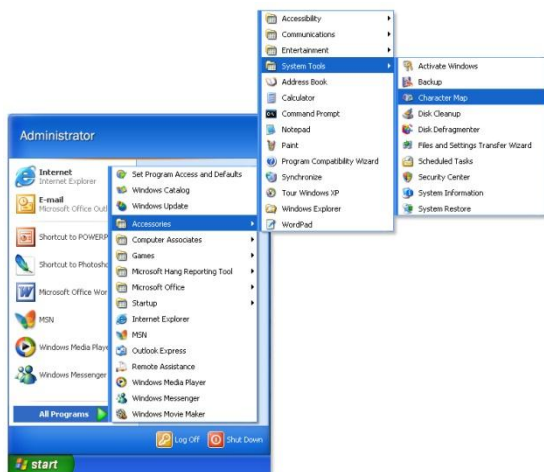 Administrator
Internet
Internet Explorer
E-mail
Microsoft Office Outl
Shortcut to POWERP
Shortcut to Photosh
Microsoft Office Wor
MSN
Windows Media Playe
Windows Messenger
All Programs
Log Off
Shut Down
start
Set Program Access and Defaults
Windows Catalog
Windows Update
Accessories
Computer Associates
Games
Microsoft Hang Reporting Tool
Microsoft Office
Startup
Internet Explorer
MSN
Outlook Express
Remote Assistance
Windows Media Player
Windows Messenger
Windows Movie Maker
Accessibility
Communications
Entertainment
System Tools
Address Book
Calculator
Command Prompt
Notepad
Paint
Program Compatibility Wizard
Synchronize
Tour Windows XP
Windows Explorer
WordPad
Activate Windows
Backup
Character Map
Disk Cleanup
Disk Defragmenter
Files and Settings Transfer Wizard
Scheduled Tasks
Security Center
System Information
System Restore